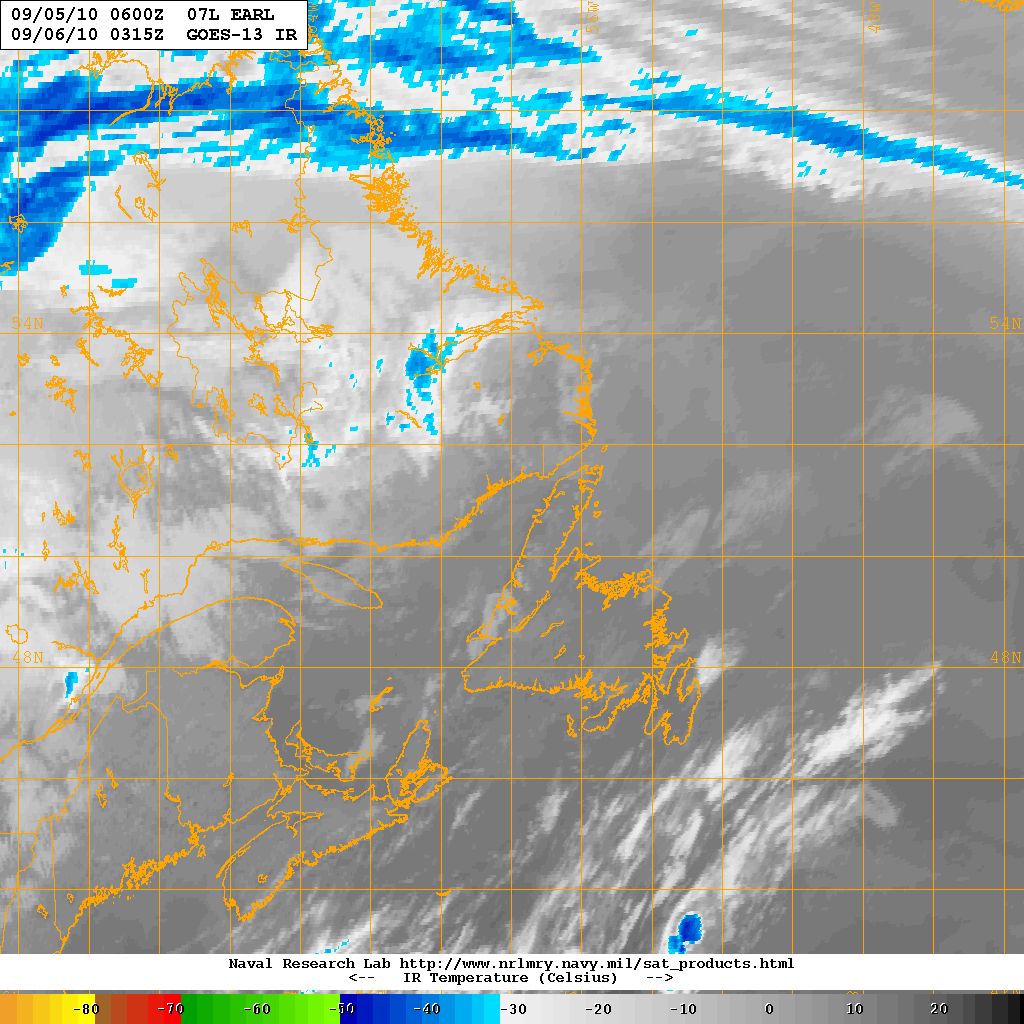 09/05/10 0600Z 07L EARL
09/06/10 0315Z GOES-13 IR
56W
54N 54N
48N 48N
Naval Research Lab http://www.nrlmry.navy.mil/sat_products.html
<-- IR Temperature (Celsius) -->
-80 -70 -60 -50 -40 -30 -20 -10 0 10 20